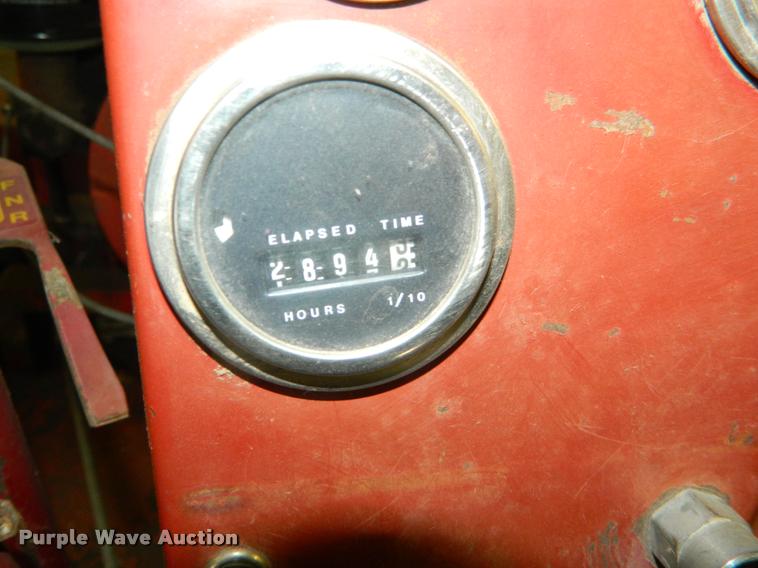 F
N
R
ELAPSED TIME
2894
HOURS 1/10
Purple Wave Auction